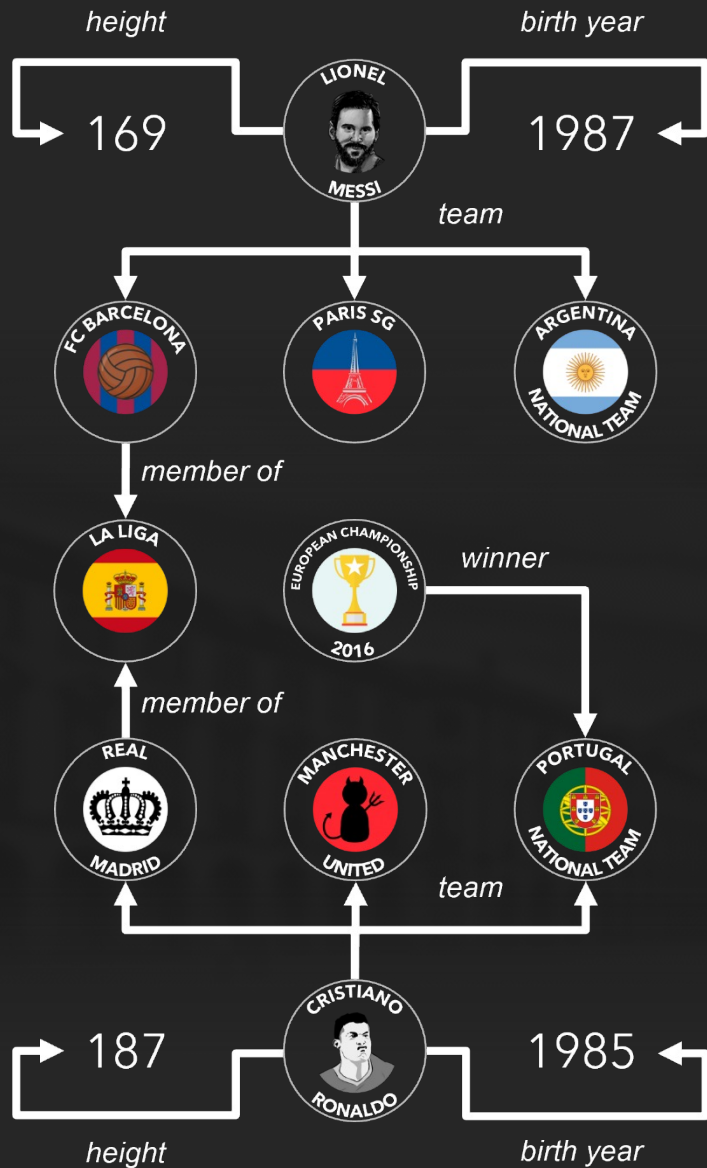 height
birth year
LIONEL
MESSI
169
1987
team
FC BARCELONA
PARIS SG
ARGENTINA
NATIONAL TEAM
member of
LA LIGA
EUROPEAN CHAMPIONSHIP
2016
winner
member of
REAL
MADRID
MANCHESTER
UNITED
PORTUGAL
NATIONAL TEAM
team
CRISTIANO
RONALDO
187
1985
height
birth year